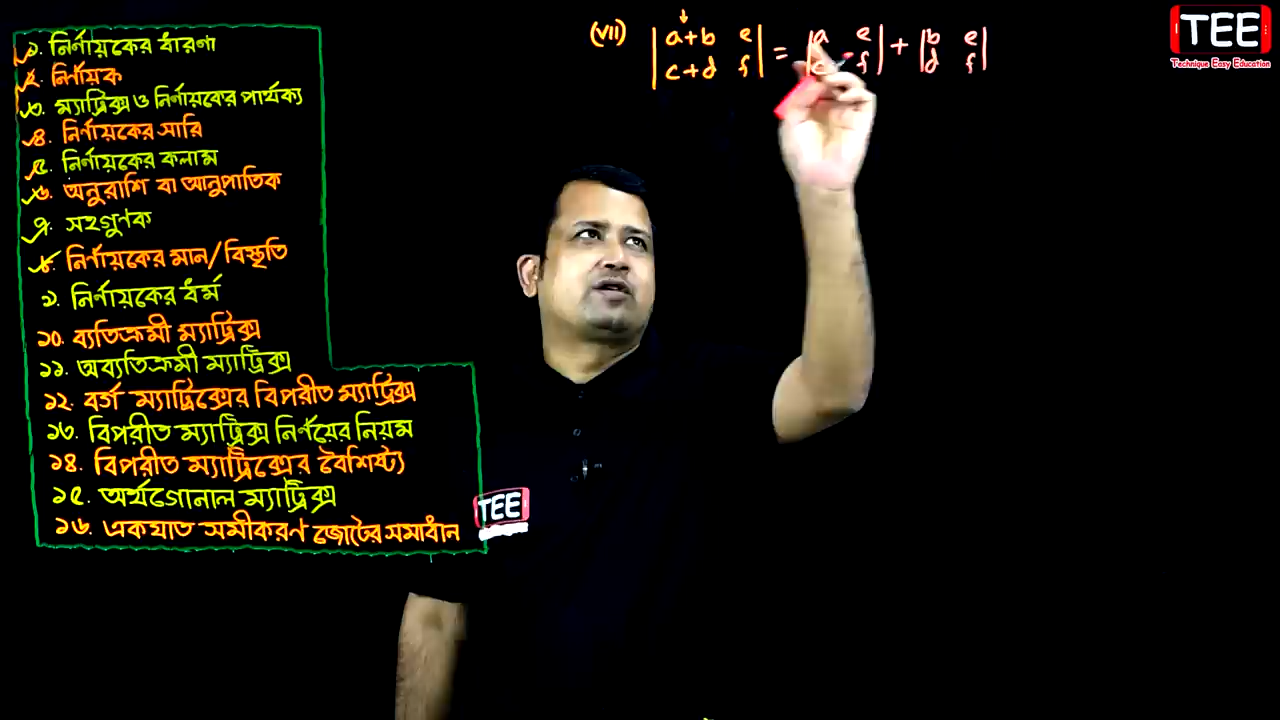 ১. নির্ণায়কের ধারণা
২. নির্ণায়ক
৩. ম্যাট্রিক্স ও নির্ণায়কের পার্থক্য
৪. নির্ণায়কের সারি
৫. নির্ণায়কের কলাম
৬. অনুরাশি বা আনুপাতিক
৭. সহগুণক
৮. নির্ণায়কের মান/বিস্তৃতি
৯. নির্ণায়কের ধর্ম
১০. ব্যতিক্রমী ম্যাট্রিক্স
১১. অব্যতিক্রমী ম্যাট্রিক্স
১২. বর্গ ম্যাট্রিক্সের বিপরীত ম্যাট্রিক্স
১৩. বিপরীত ম্যাট্রিক্স নির্ণয়ের নিয়ম
১৪. বিপরীত ম্যাট্রিক্সের বৈশিষ্ট্য
১৫. অর্থগোনাল ম্যাট্রিক্স
১৬. একঘাত সমীকরণ জোটের সমাধান
(vii) | a+b e | = | a e | + | b e |
| c+d f | | c f | | d f |
TEE
Technique Easy Education
TEE